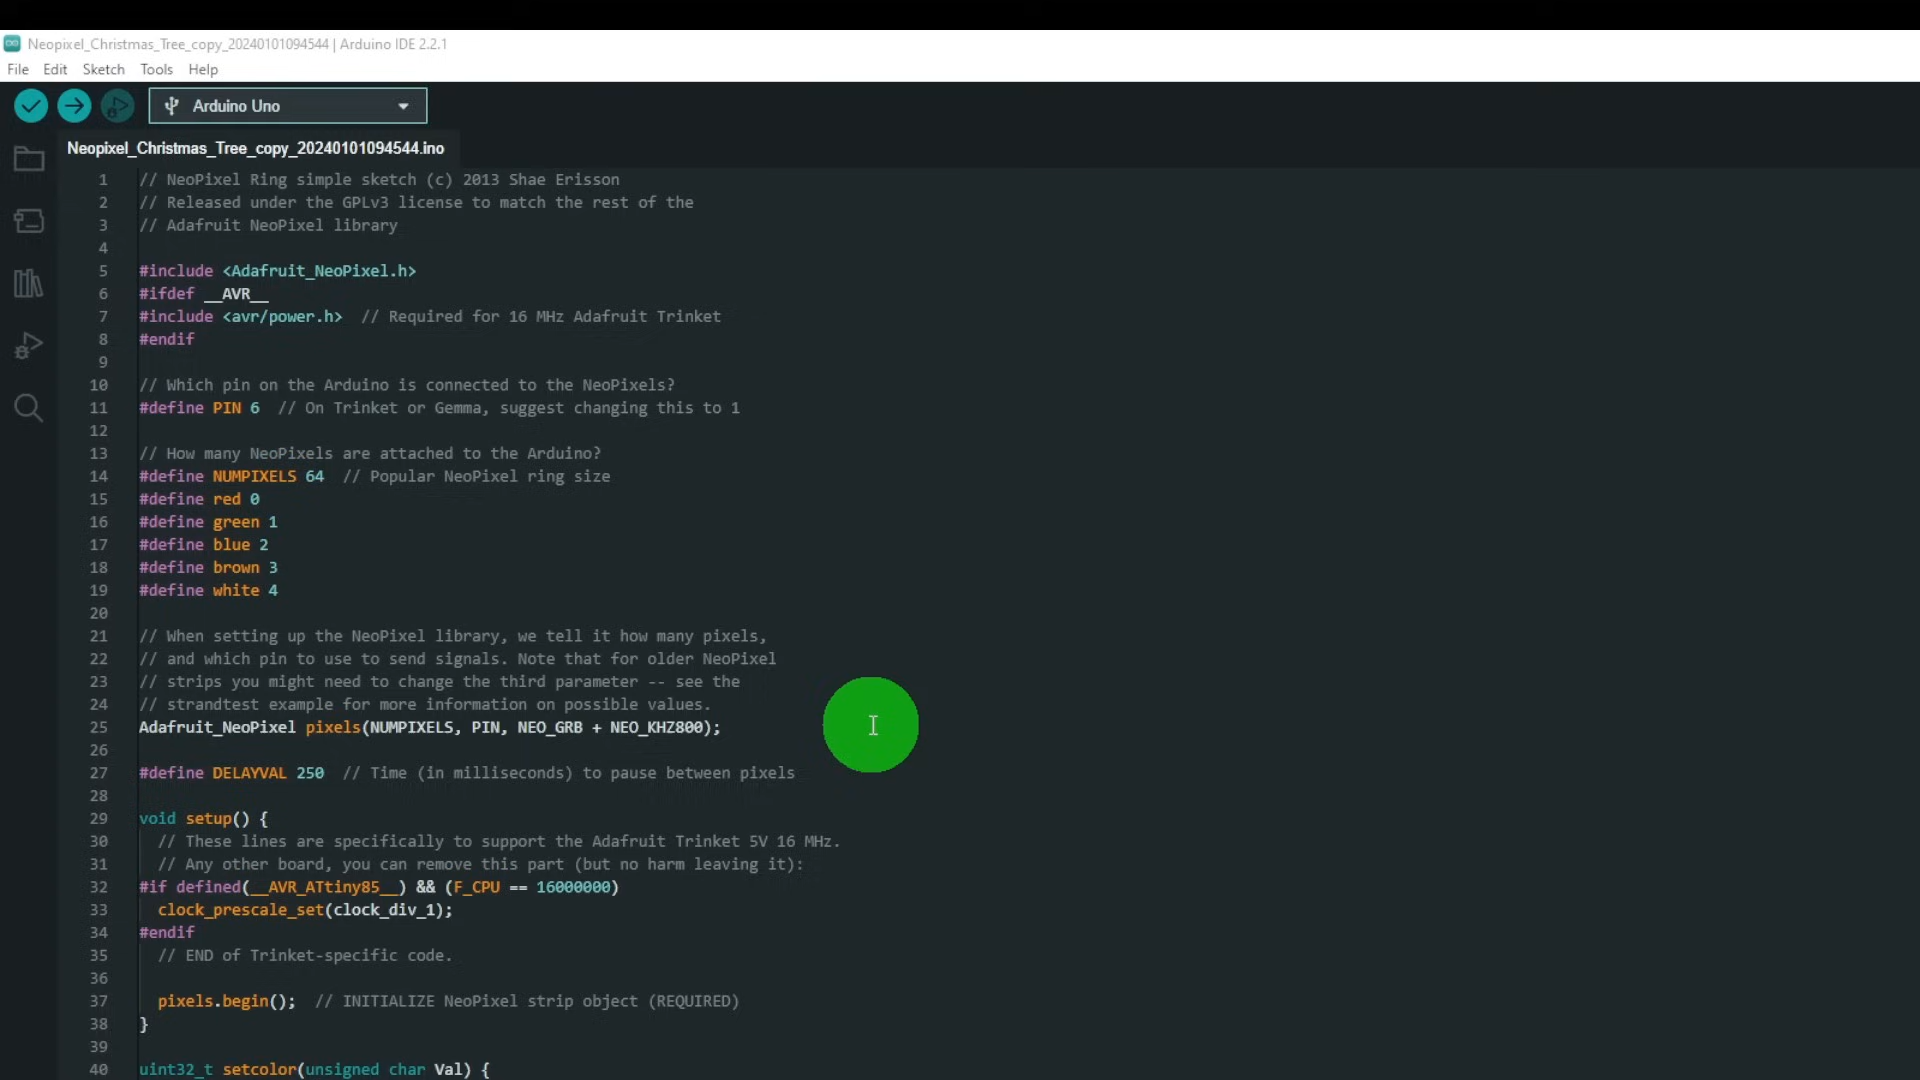 Neopixel_Christmas_Tree_copy_20240101094544 | Arduino IDE 2.2.1
File Edit Sketch Tools Help
Arduino Uno
Neopixel_Christmas_Tree_copy_20240101094544.ino
1 // NeoPixel Ring simple sketch (c) 2013 Shae Erisson
2 // Released under the GPLv3 license to match the rest of the
3 // Adafruit NeoPixel library
4
5 #include <Adafruit_NeoPixel.h>
6 #ifdef __AVR__
7 #include <avr/power.h>  // Required for 16 MHz Adafruit Trinket
8 #endif
9
10 // Which pin on the Arduino is connected to the NeoPixels?
11 #define PIN 6  // On Trinket or Gemma, suggest changing this to 1
12
13 // How many NeoPixels are attached to the Arduino?
14 #define NUMPIXELS 64  // Popular NeoPixel ring size
15 #define red 0
16 #define green 1
17 #define blue 2
18 #define brown 3
19 #define white 4
20
21 // When setting up the NeoPixel library, we tell it how many pixels,
22 // and which pin to use to send signals. Note that for older NeoPixel
23 // strips you might need to change the third parameter -- see the
24 // strandtest example for more information on possible values.
25 Adafruit_NeoPixel pixels(NUMPIXELS, PIN, NEO_GRB + NEO_KHZ800);
26
27 #define DELAYVAL 250  // Time (in milliseconds) to pause between pixels
28
29 void setup() {
30   // These lines are specifically to support the Adafruit Trinket 5V 16 MHz.
31   // Any other board, you can remove this part (but no harm leaving it):
32 #if defined(__AVR_ATtiny85__) && (F_CPU == 16000000)
33   clock_prescale_set(clock_div_1);
34 #endif
35   // END of Trinket-specific code.
36
37   pixels.begin();  // INITIALIZE NeoPixel strip object (REQUIRED)
38 }
39
40 uint32_t setcolor(unsigned char Val) {